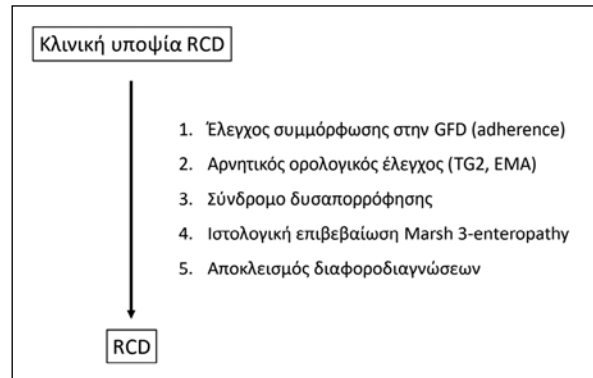 Κλινική υποψία RCD
1. Έλεγχος συμμόρφωσης στην GFD (adherence)
2. Αρνητικός ορολογικός έλεγχος (TG2, EMA)
3. Σύνδρομο δυσαπορρόφησης
4. Ιστολογική επιβεβαίωση Marsh 3-enteropathy
5. Αποκλεισμός διαφοροδιαγνώσεων
RCD